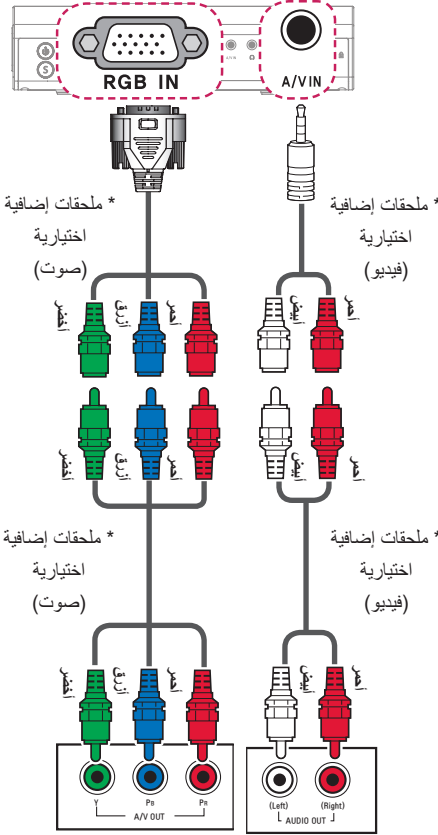 RGB IN
A/V IN
A/V IN
S
* ملحقات إضافية
اختيارية
(صوت)
* ملحقات إضافية
اختيارية
(فيديو)
أخضر
أزرق
أحمر
أبيض
أحمر
أخضر
أزرق
أحمر
أبيض
أحمر
* ملحقات إضافية
اختيارية
(صوت)
* ملحقات إضافية
اختيارية
(فيديو)
أخضر
أزرق
أحمر
أبيض
أحمر
Y PB PR
A/V OUT
(Left) (Right)
AUDIO OUT